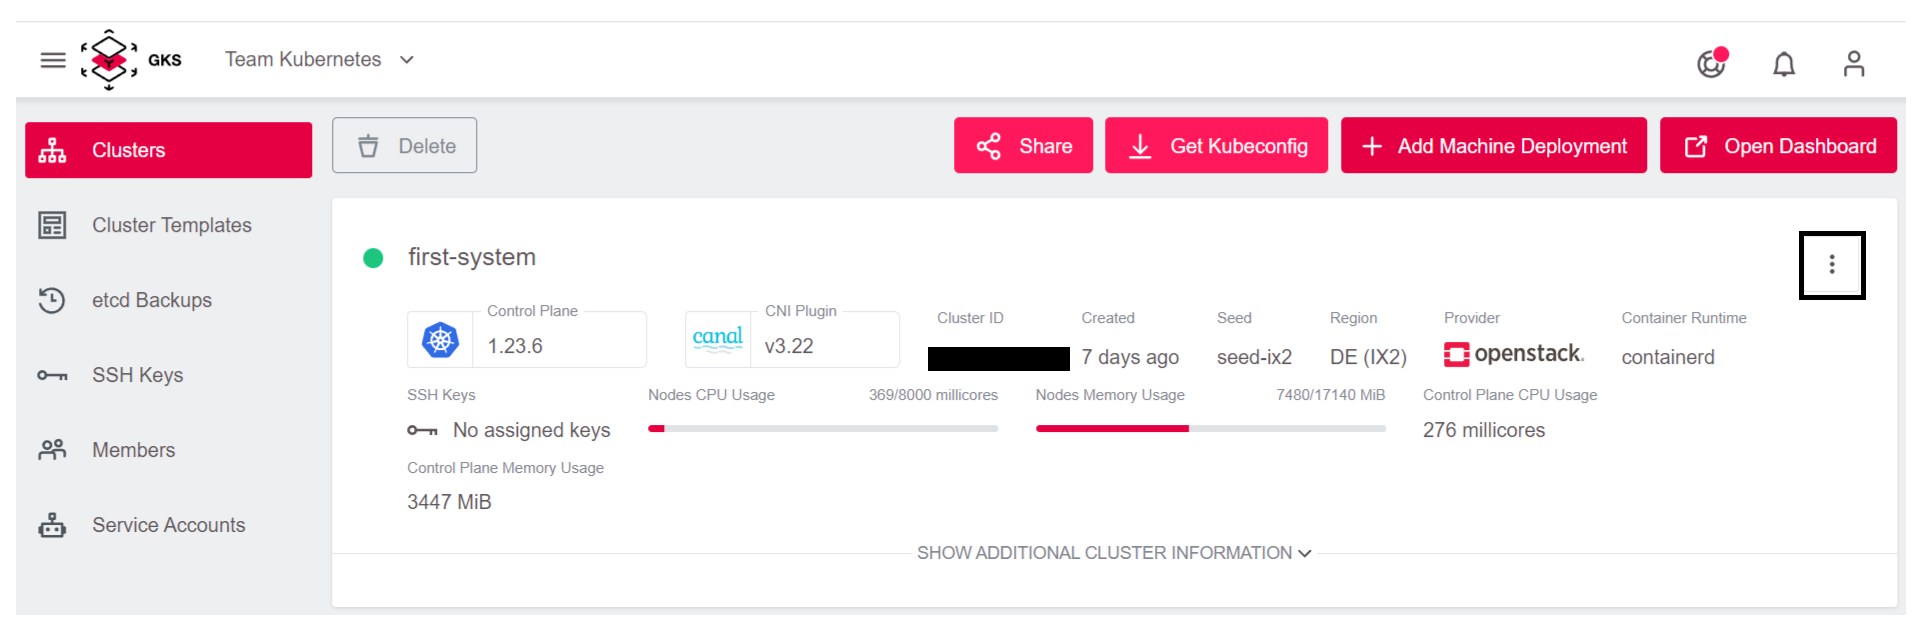 GKS
Team Kubernetes
Clusters
Cluster Templates
etcd Backups
SSH Keys
Members
Service Accounts
Delete
Share
Get Kubeconfig
Add Machine Deployment
Open Dashboard
first-system
Control Plane
1.23.6
canal
CNI Plugin
v3.22
Cluster ID
Created
7 days ago
Seed
seed-ix2
Region
DE (IX2)
Provider
openstack.
Container Runtime
containerd
SSH Keys
No assigned keys
Nodes CPU Usage 369/8000 millicores
Nodes Memory Usage 7480/17140 MiB
Control Plane CPU Usage
276 millicores
Control Plane Memory Usage
3447 MiB
SHOW ADDITIONAL CLUSTER INFORMATION